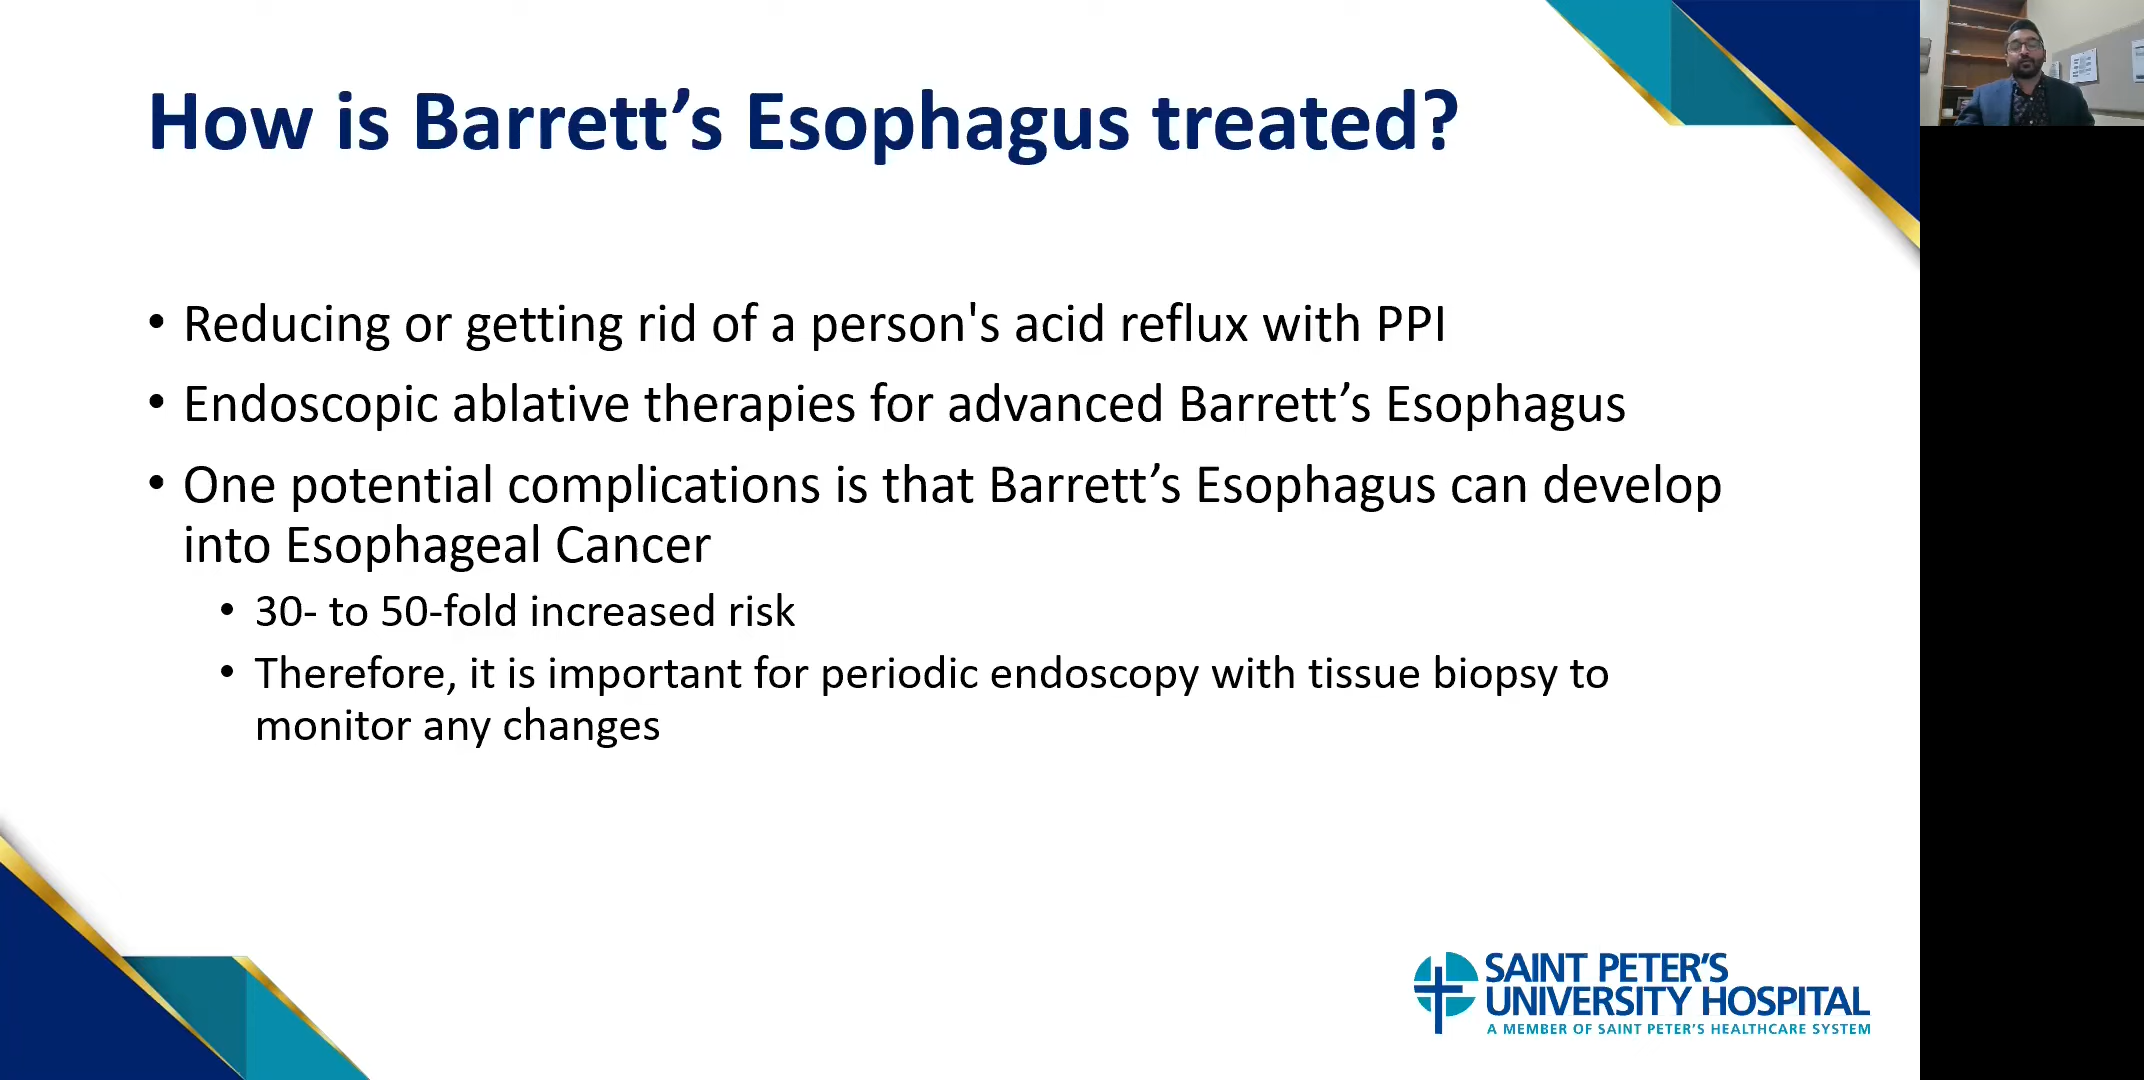 How is Barrett’s Esophagus treated?
• Reducing or getting rid of a person's acid reflux with PPI
• Endoscopic ablative therapies for advanced Barrett’s Esophagus
• One potential complications is that Barrett’s Esophagus can develop
into Esophageal Cancer
• 30- to 50-fold increased risk
• Therefore, it is important for periodic endoscopy with tissue biopsy to
monitor any changes
SAINT PETER’S
UNIVERSITY HOSPITAL
A MEMBER OF SAINT PETER’S HEALTHCARE SYSTEM